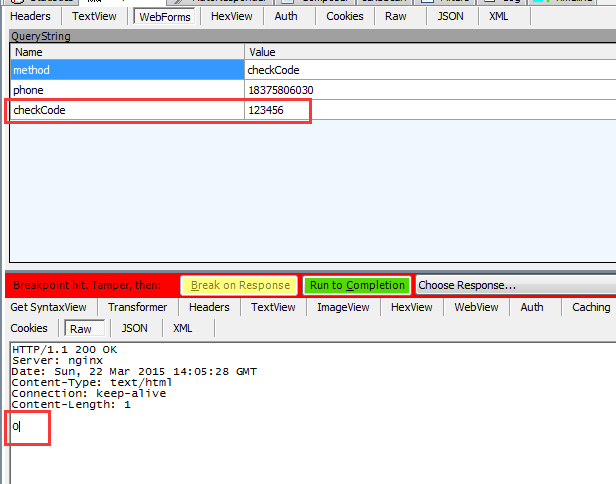 Headers TextView WebForms HexView Auth Cookies Raw JSON XML
QueryString
Name Value
method checkCode
phone 18375806030
checkCode 123456
Breakpoint hit. Tamper, then: Break on Response Run to Completion Choose Response...
Get SyntaxView Transformer Headers TextView ImageView HexView WebView Auth Caching
Cookies Raw JSON XML
HTTP/1.1 200 OK
Server: nginx
Date: Sun, 22 Mar 2015 14:05:28 GMT
Content-Type: text/html
Connection: keep-alive
Content-Length: 1
0